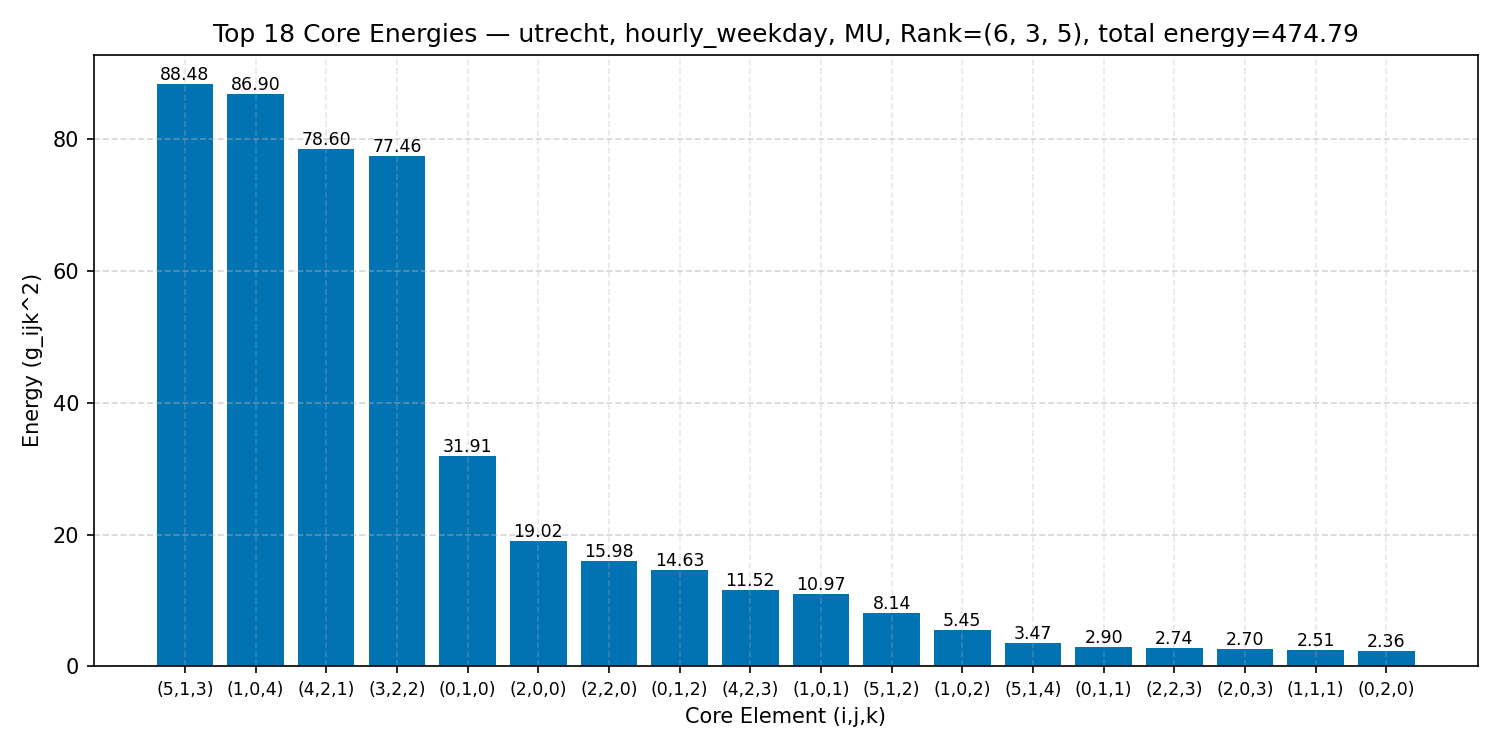 Top 18 Core Energies — utrecht, hourly_weekday, MU, Rank=(6, 3, 5), total energy=474.79
88.48 86.90 78.60 77.46 31.91 19.02 15.98 14.63 11.52 10.97 8.14 5.45 3.47 2.90 2.74 2.70 2.51 2.36
Energy (g_ijk^2)
80
60
40
20
0
(5,1,3) (1,0,4) (4,2,1) (3,2,2) (0,1,0) (2,0,0) (2,2,0) (0,1,2) (4,2,3) (1,0,1) (5,1,2) (1,0,2) (5,1,4) (0,1,1) (2,2,3) (2,0,3) (1,1,1) (0,2,0)
Core Element (i,j,k)